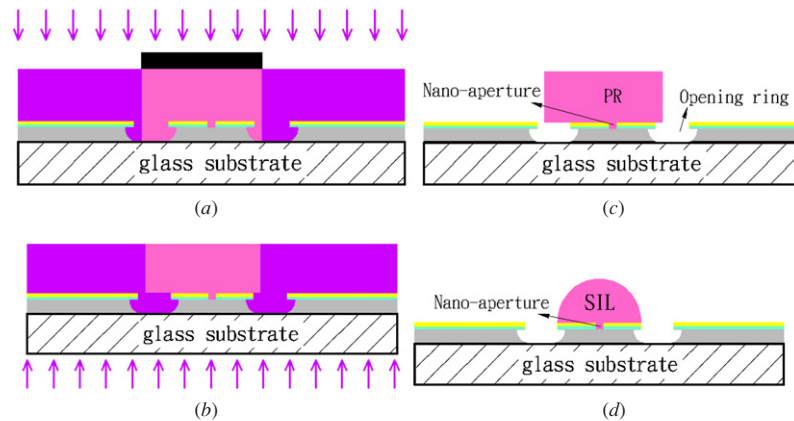 glass substrate
(a)
Nano-aperture
PR
Opening ring
glass substrate
(c)
glass substrate
(b)
Nano-aperture
SIL
glass substrate
(d)